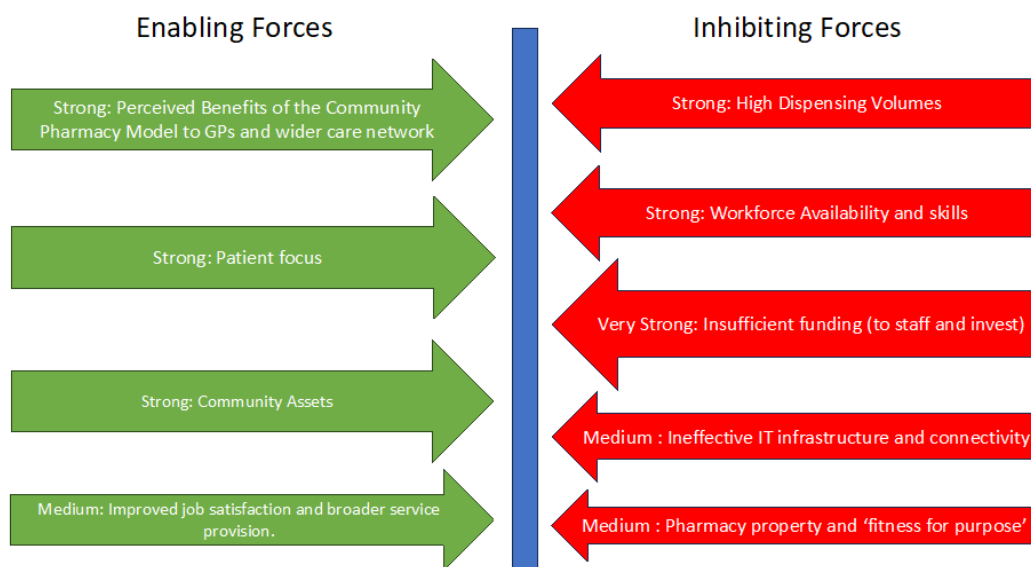 Enabling Forces
Strong: Perceived Benefits of the Community
Pharmacy Model to GPs and wider care network
Strong: Patient focus
Strong: Community Assets
Medium: Improved job satisfaction and broader service
provision.
Inhibiting Forces
Strong: High Dispensing Volumes
Strong: Workforce Availability and skills
Very Strong: Insufficient funding (to staff and invest)
Medium : Ineffective IT infrastructure and connectivity
Medium : Pharmacy property and ‘fitness for purpose’